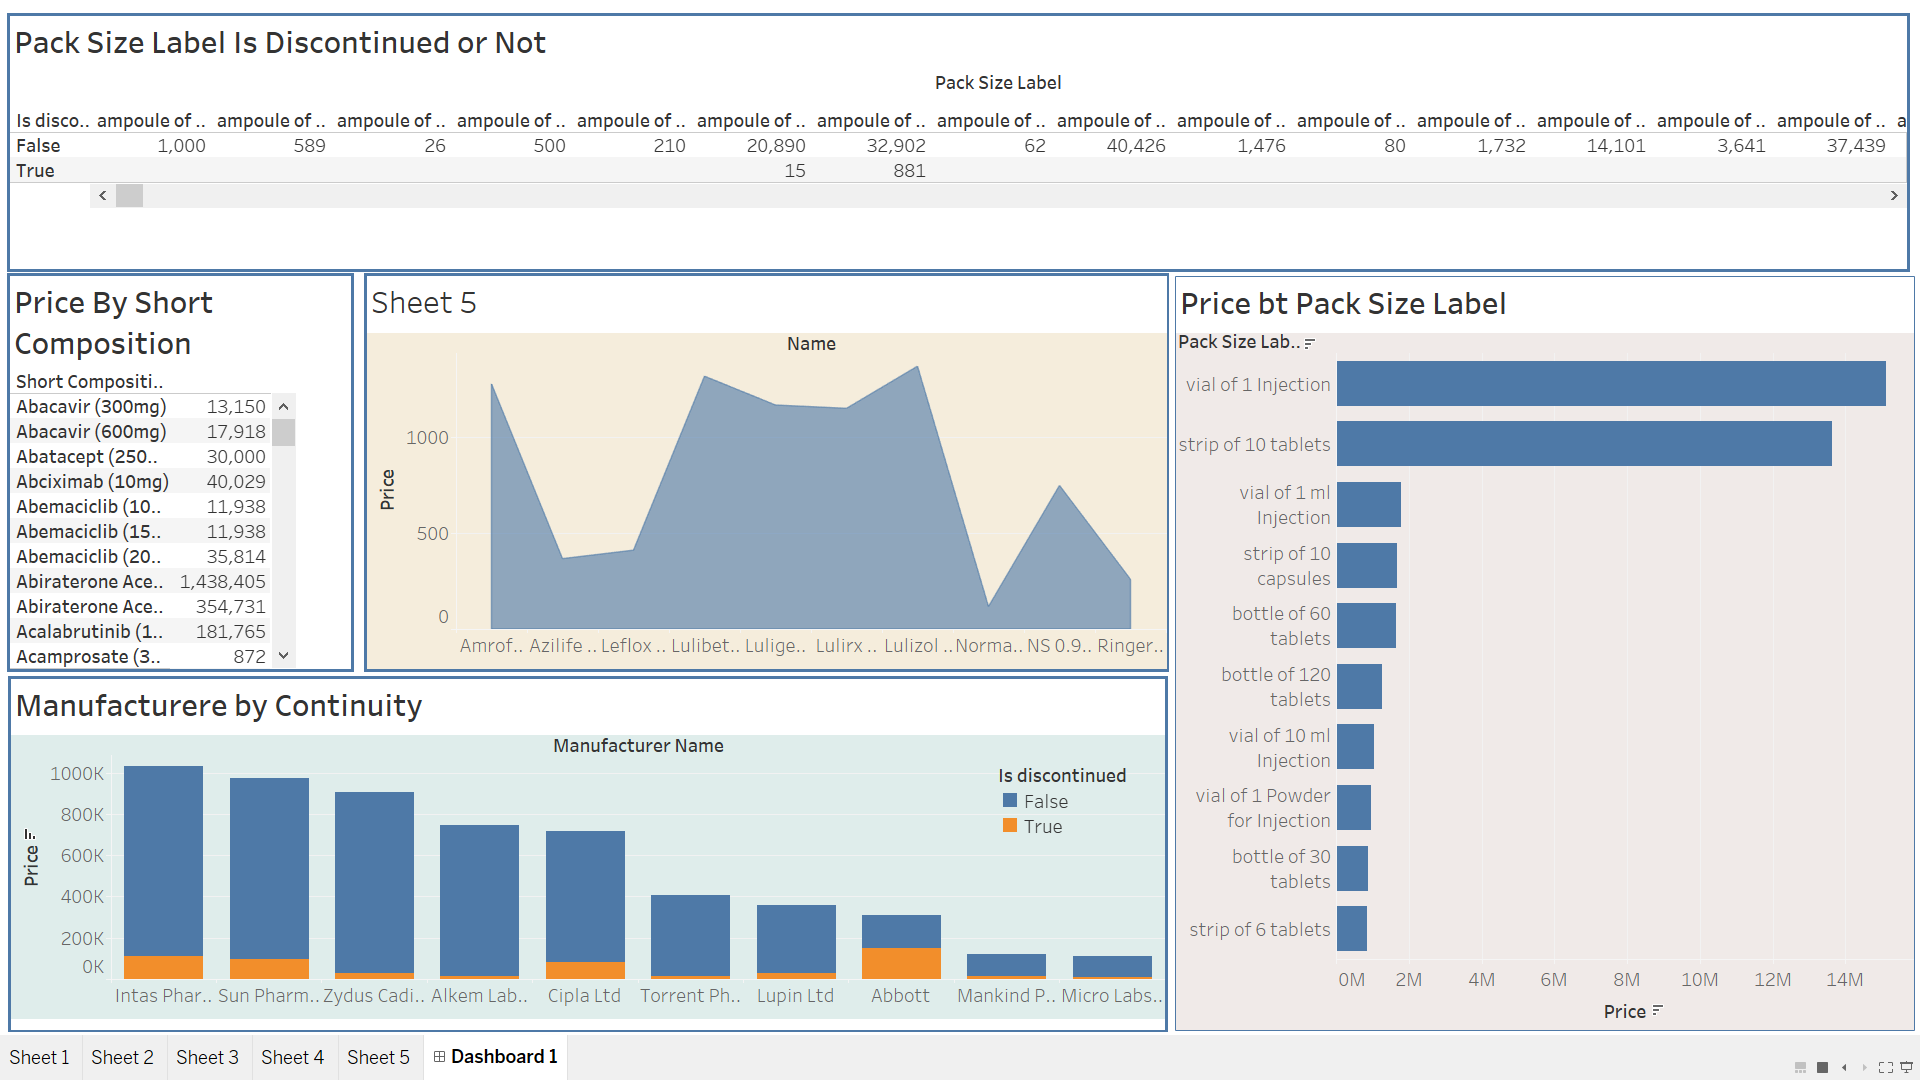 Pack Size Label Is Discontinued or Not
Pack Size Label
Is disco.. ampoule of .. ampoule of .. ampoule of .. ampoule of .. ampoule of .. ampoule of .. ampoule of .. ampoule of .. ampoule of .. ampoule of .. ampoule of .. ampoule of .. ampoule of .. ampoule of .. ampoule of .. a
False 1,000 589 26 500 210 20,890 32,902 62 40,426 1,476 80 1,732 14,101 3,641 37,439
True 15 881
Price By Short
Composition
Short Compositi..
Abacavir (300mg) 13,150
Abacavir (600mg) 17,918
Abatacept (250.. 30,000
Abciximab (10mg) 40,029
Abemaciclib (10.. 11,938
Abemaciclib (15.. 11,938
Abemaciclib (20.. 35,814
Abiraterone Ace.. 1,438,405
Abiraterone Ace.. 354,731
Acalabrutinib (1.. 181,765
Acamprosate (3.. 872
Sheet 5
Name
Price
1000
500
0
Amrof.. Azilife .. Leflox .. Lulibet.. Lulige.. Lulirx .. Lulizol .. Norma.. NS 0.9.. Ringer..
Price bt Pack Size Label
Pack Size Lab..
vial of 1 Injection
strip of 10 tablets
vial of 1 ml
Injection
strip of 10
capsules
bottle of 60
tablets
bottle of 120
tablets
vial of 10 ml
Injection
vial of 1 Powder
for Injection
bottle of 30
tablets
strip of 6 tablets
0M 2M 4M 6M 8M 10M 12M 14M
Price
Manufacturere by Continuity
Manufacturer Name
Price
1000K
800K
600K
400K
200K
0K
Is discontinued
False
True
Intas Phar.. Sun Pharm.. Zydus Cadi.. Alkem Lab.. Cipla Ltd Torrent Ph.. Lupin Ltd Abbott Mankind P.. Micro Labs..
Sheet 1 Sheet 2 Sheet 3 Sheet 4 Sheet 5 Dashboard 1